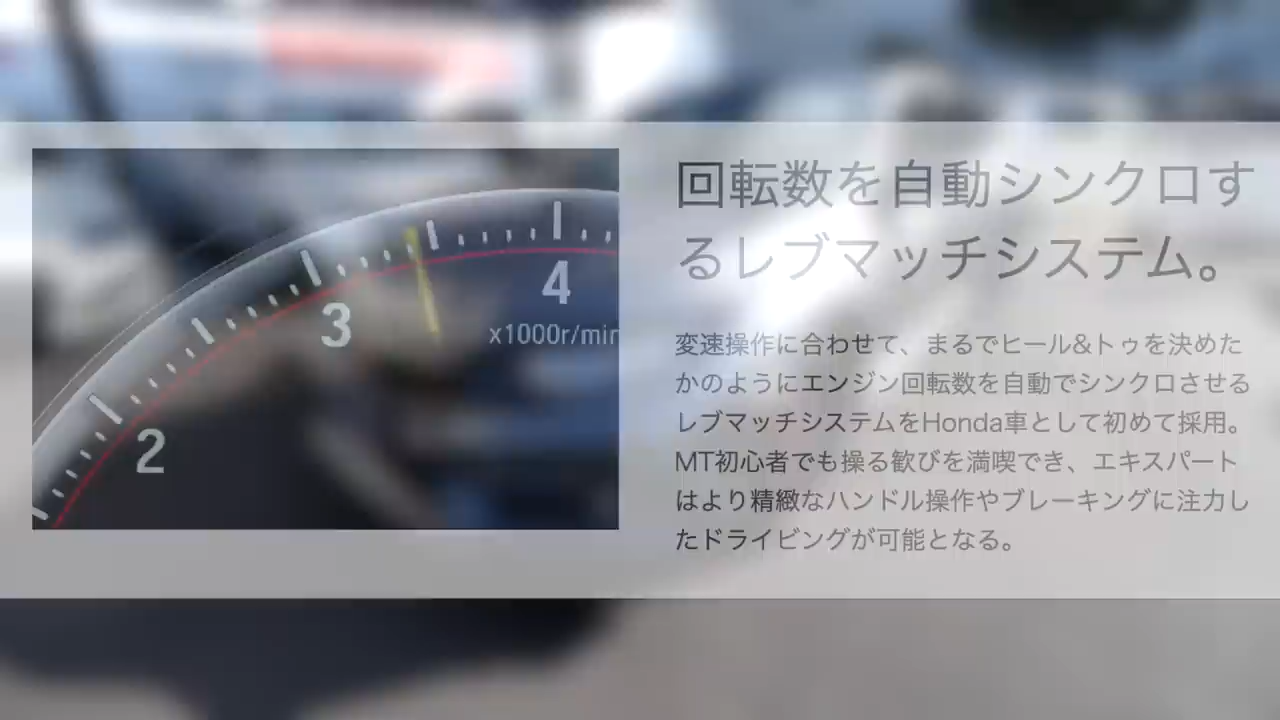 回転数を自動シンクロす
るレブマッチシステム。
変速操作に合わせて、まるでヒール&トゥを決めた
かのようにエンジン回転数を自動でシンクロさせる
レブマッチシステムをHonda車として初めて採用。
MT初心者でも操る歓びを満喫でき、エキスパート
はより精緻なハンドル操作やブレーキングに注力し
たドライビングが可能となる。
4
3
x1000r/min
2